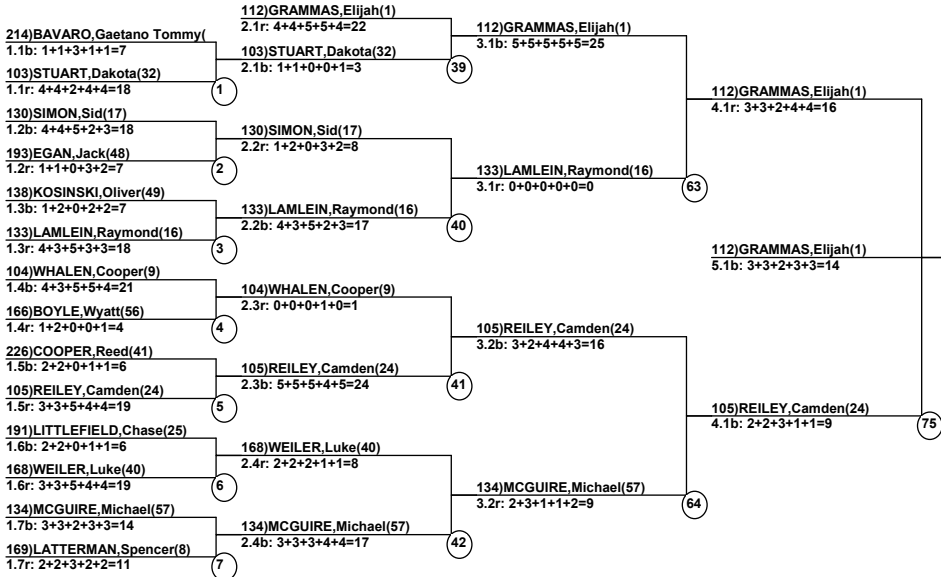 214)BAVARO,Gaetano Tommy(
1.1b: 1+1+3+1+1=7
103)STUART,Dakota(32)
1.1r: 4+4+2+4+4=18
1
130)SIMON,Sid(17)
1.2b: 4+4+5+2+3=18
193)EGAN,Jack(48)
1.2r: 1+1+0+3+2=7
2
138)KOSINSKI,Oliver(49)
1.3b: 1+2+0+2+2=7
133)LAMLEIN,Raymond(16)
1.3r: 4+3+5+3+3=18
3
104)WHALEN,Cooper(9)
1.4b: 4+3+5+5+4=21
166)BOYLE,Wyatt(56)
1.4r: 1+2+0+0+1=4
4
226)COOPER,Reed(41)
1.5b: 2+2+0+1+1=6
105)REILEY,Camden(24)
1.5r: 3+3+5+4+4=19
5
191)LITTLEFIELD,Chase(25)
1.6b: 2+2+0+1+1=6
168)WEILER,Luke(40)
1.6r: 3+3+5+4+4=19
6
134)MCGUIRE,Michael(57)
1.7b: 3+3+2+3+3=14
169)LATTERMAN,Spencer(8)
1.7r: 2+2+3+2+2=11
7
112)GRAMMAS,Elijah(1)
2.1r: 4+4+5+5+4=22
103)STUART,Dakota(32)
2.1b: 1+1+0+0+1=3
39
130)SIMON,Sid(17)
2.2r: 1+2+0+3+2=8
133)LAMLEIN,Raymond(16)
2.2b: 4+3+5+2+3=17
40
104)WHALEN,Cooper(9)
2.3r: 0+0+0+1+0=1
105)REILEY,Camden(24)
2.3b: 5+5+5+4+5=24
41
168)WEILER,Luke(40)
2.4r: 2+2+2+1+1=8
134)MCGUIRE,Michael(57)
2.4b: 3+3+3+4+4=17
42
112)GRAMMAS,Elijah(1)
3.1b: 5+5+5+5+5=25
133)LAMLEIN,Raymond(16)
3.1r: 0+0+0+0+0=0
63
105)REILEY,Camden(24)
3.2b: 3+2+4+4+3=16
134)MCGUIRE,Michael(57)
3.2r: 2+3+1+1+2=9
64
112)GRAMMAS,Elijah(1)
4.1r: 3+3+2+4+4=16
105)REILEY,Camden(24)
4.1b: 2+2+3+1+1=9
75
112)GRAMMAS,Elijah(1)
5.1b: 3+3+2+3+3=14